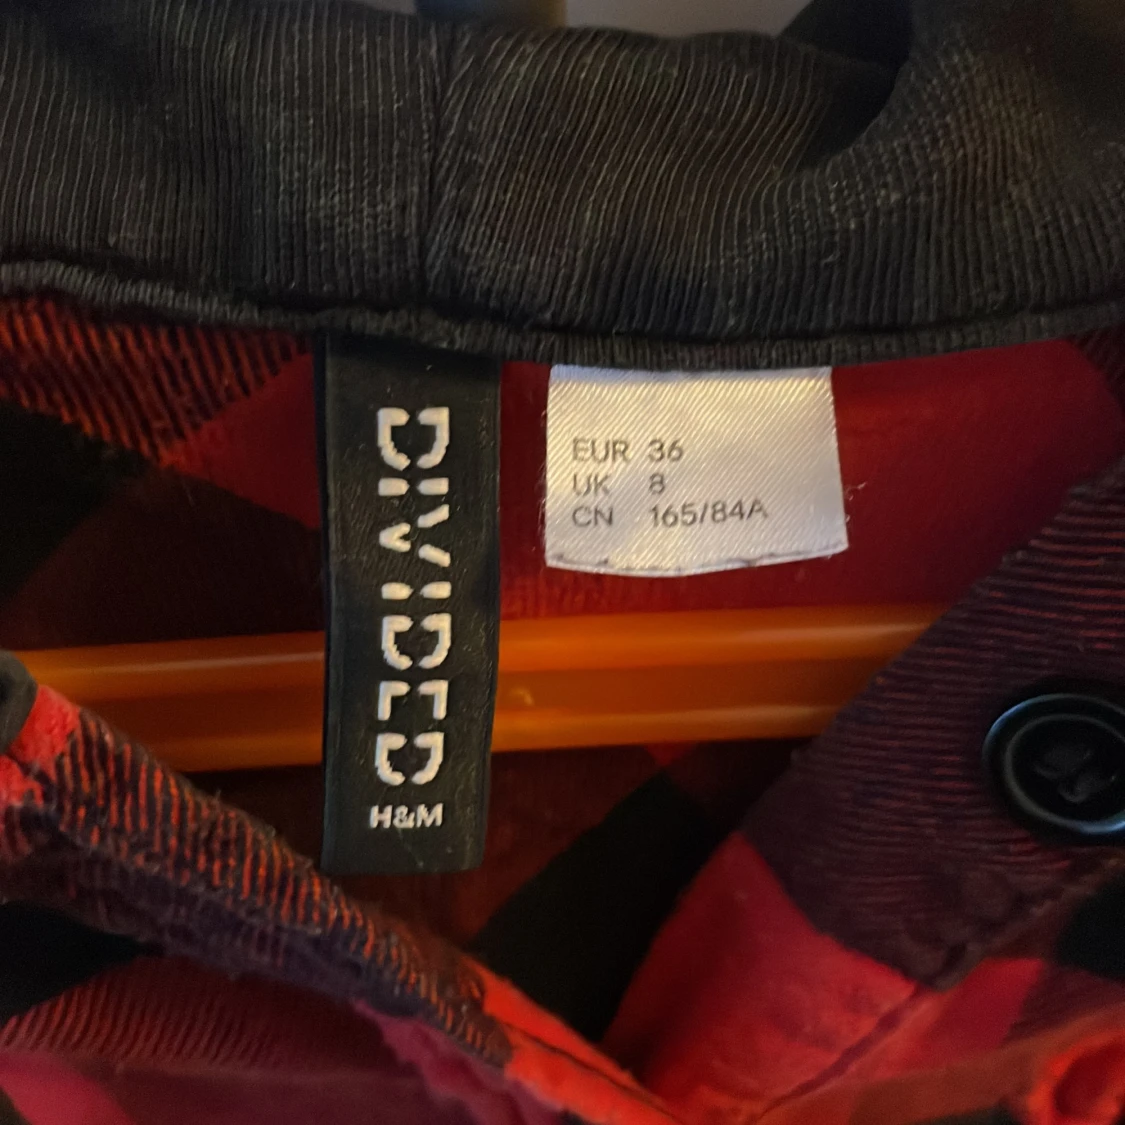 DIVIDED
H&M
EUR 36
UK 8
CN 165/84A